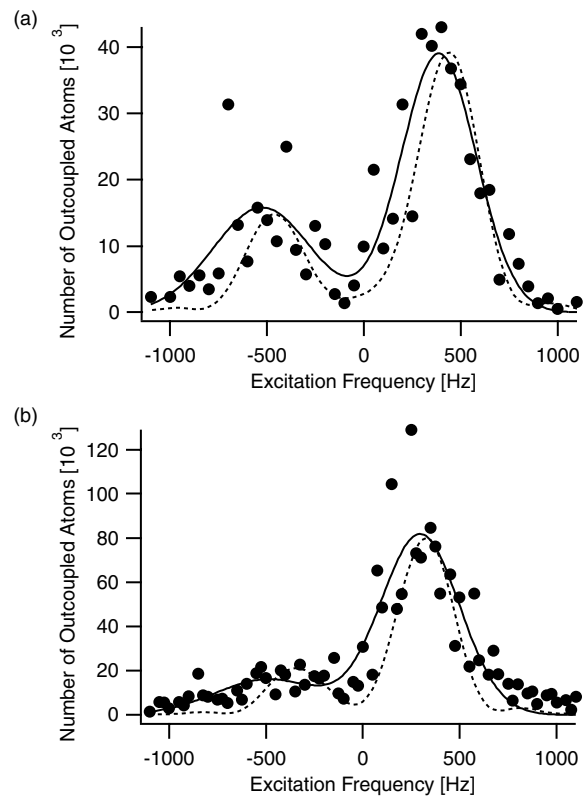 (a)
Number of Outcoupled Atoms [10 3]
40
30
20
10
0
-1000 -500 0 500 1000
Excitation Frequency [Hz]
(b)
Number of Outcoupled Atoms [10 3]
120
100
80
60
40
20
0
-1000 -500 0 500 1000
Excitation Frequency [Hz]